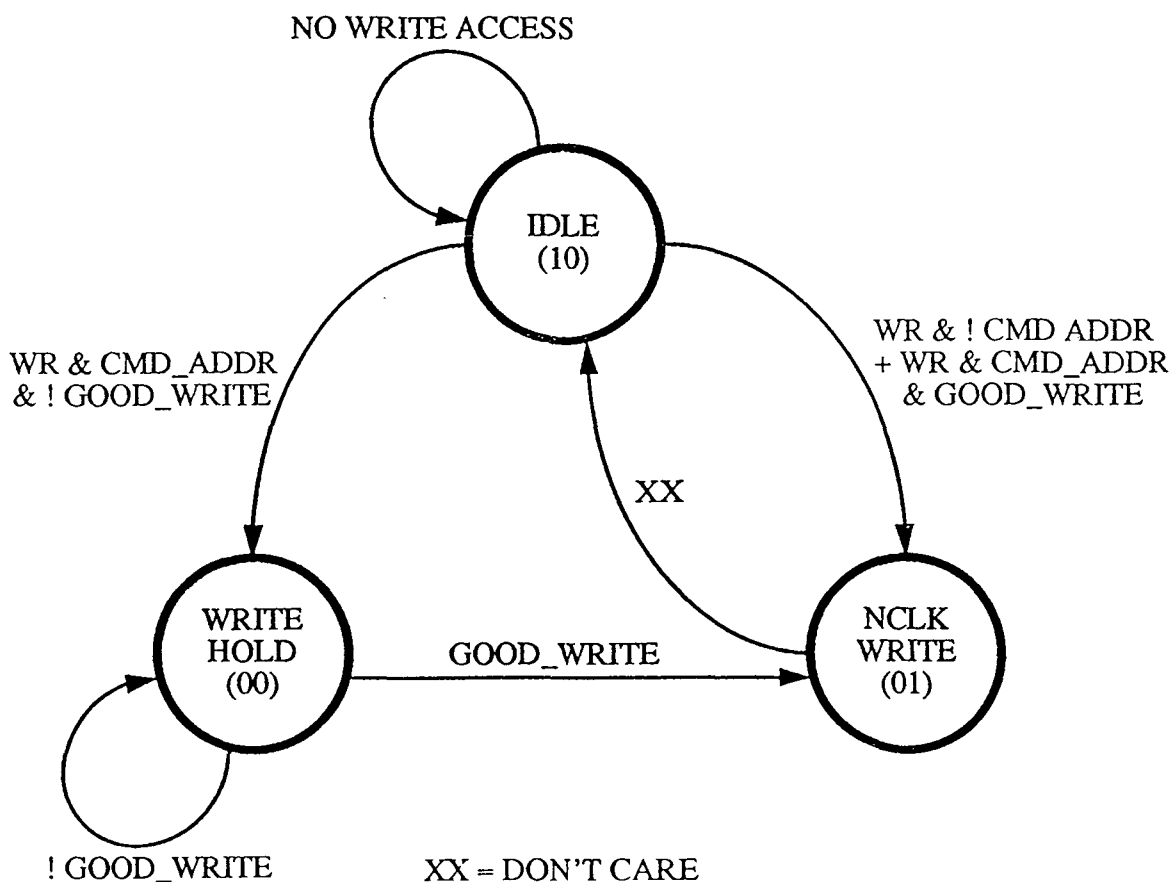 NO WRITE ACCESS
IDLE
(10)
WR & CMD_ADDR
& ! GOOD_WRITE
WR & ! CMD ADDR
+ WR & CMD_ADDR
& GOOD_WRITE
XX
WRITE
HOLD
(00)
GOOD_WRITE
NCLK
WRITE
(01)
! GOOD_WRITE
XX = DON'T CARE